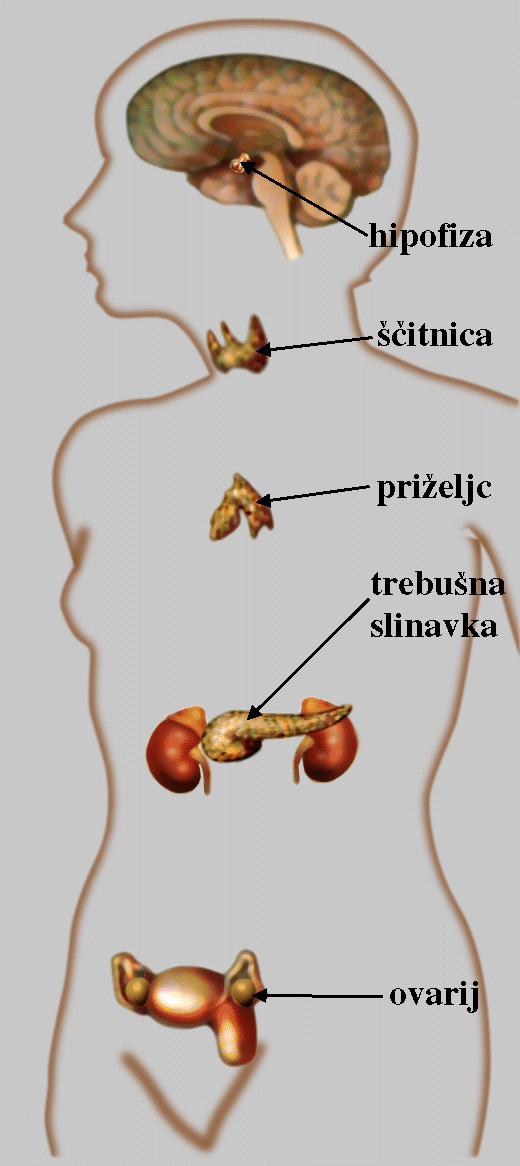 hipofiza
ščitnica
priželjc
trebušna
slinavka
ovarij